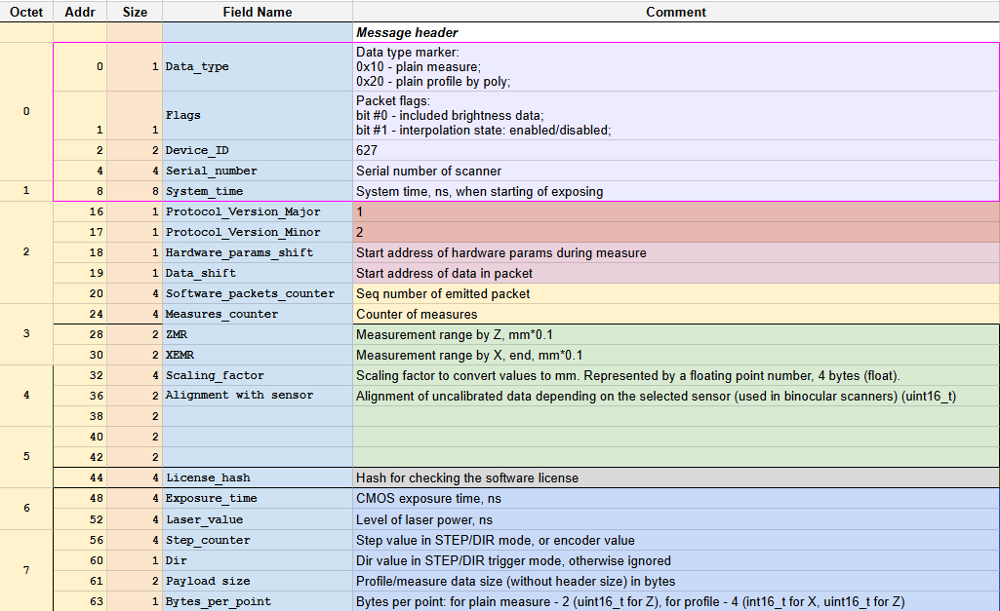 Octet Addr Size Field Name Comment
Message header
0
0 1 Data_type Data type marker:
0x10 - plain measure;
0x20 - plain profile by poly;
1 1 Flags Packet flags:
bit #0 - included brightness data;
bit #1 - interpolation state: enabled/disabled;
2 2 Device_ID 627
4 4 Serial_number Serial number of scanner
1 8 8 System_time System time, ns, when starting of exposing
2
16 1 Protocol_Version_Major 1
17 1 Protocol_Version_Minor 2
18 1 Hardware_params_shift Start address of hardware params during measure
19 1 Data_shift Start address of data in packet
20 4 Software_packets_counter Seq number of emitted packet
3
24 4 Measures_counter Counter of measures
28 2 ZMR Measurement range by Z, mm*0.1
30 2 XEMR Measurement range by X, end, mm*0.1
4
32 4 Scaling_factor Scaling factor to convert values to mm. Represented by a floating point number, 4 bytes (float).
36 2 Alignment with sensor Alignment of uncalibrated data depending on the selected sensor (used in binocular scanners) (uint16_t)
38 2
5
40 2
42 2
44 4 License_hash Hash for checking the software license
6
48 4 Exposure_time CMOS exposure time, ns
52 4 Laser_value Level of laser power, ns
7
56 4 Step_counter Step value in STEP/DIR mode, or encoder value
60 1 Dir Dir value in STEP/DIR trigger mode, otherwise ignored
61 2 Payload size Profile/measure data size (without header size) in bytes
63 1 Bytes_per_point Bytes per point: for plain measure - 2 (uint16_t for Z), for profile - 4 (int16_t for X, uint16_t for Z)